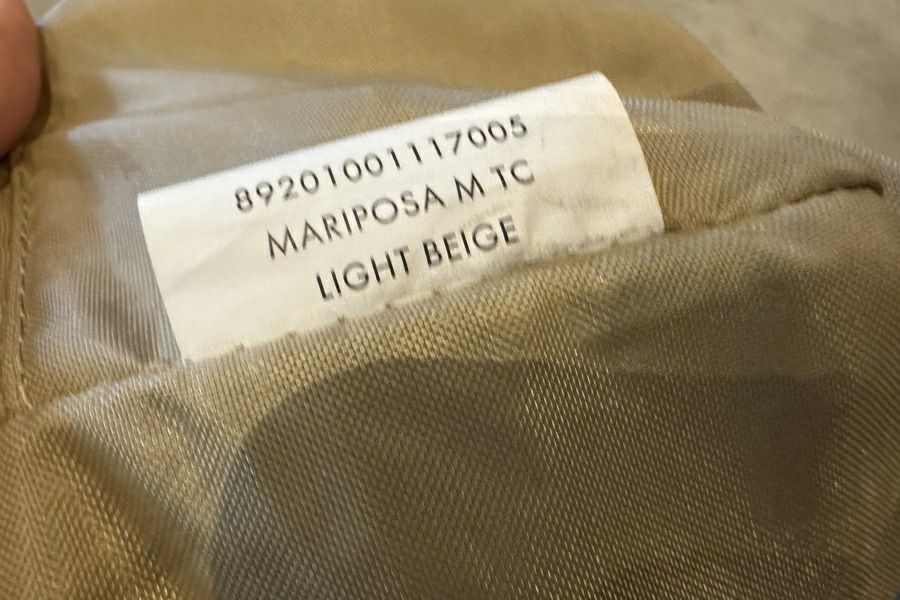 89201001117005
MARIPOSA M TC
LIGHT BEIGE